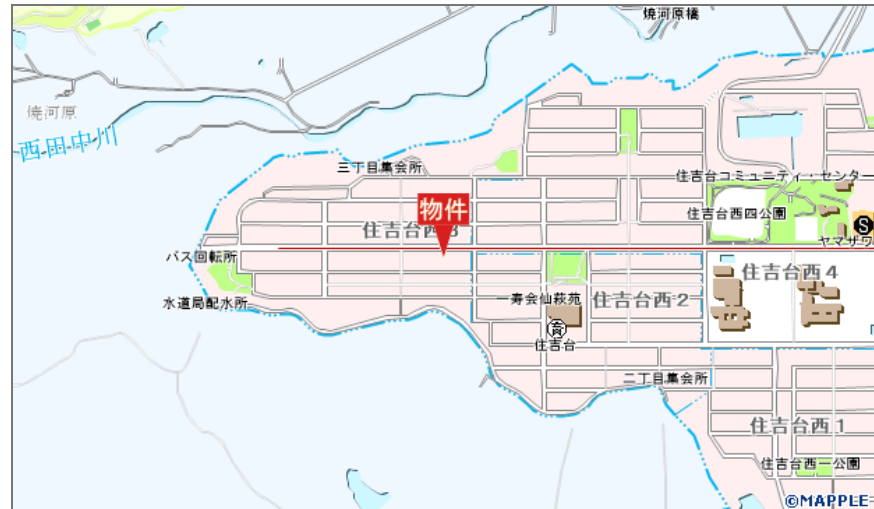 焼河原橋
焼河原
西田中川
三丁目集会所
住吉台コミュニティ・センター
物件
住吉台西四公園
住吉台西3
S
ヤマザワ
バス回転所
住吉台西4
水道局配水所
一寿会仙萩苑
住吉台西2
育
住吉台
二丁目集会所
住吉台西1
住吉台西一公園
©MAPPLE